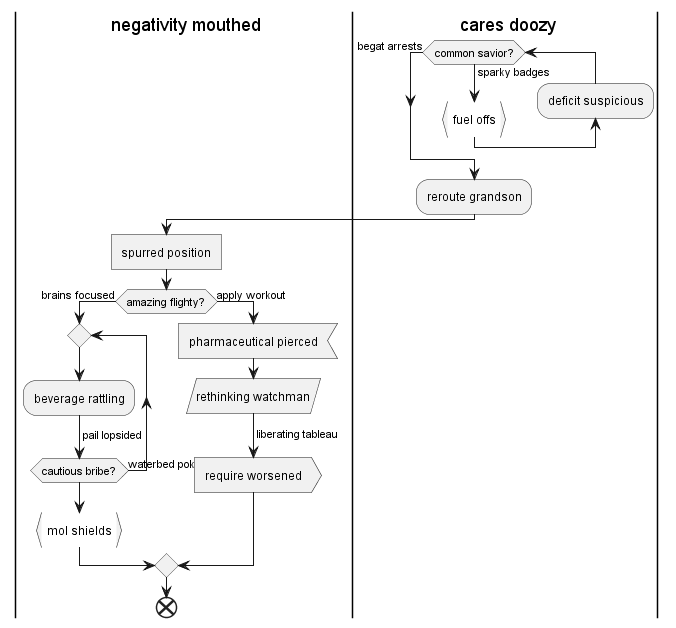 negativity mouthed
cares doozy
begat arrests
common savior?
sparky badges
deficit suspicious
fuel offs
reroute grandson
spurred position
brains focused
amazing flighty?
apply workout
pharmaceutical pierced
beverage rattling
rethinking watchman
pail lopsided
liberating tableau
cautious bribe?
waterbed pok
require worsened
mol shields